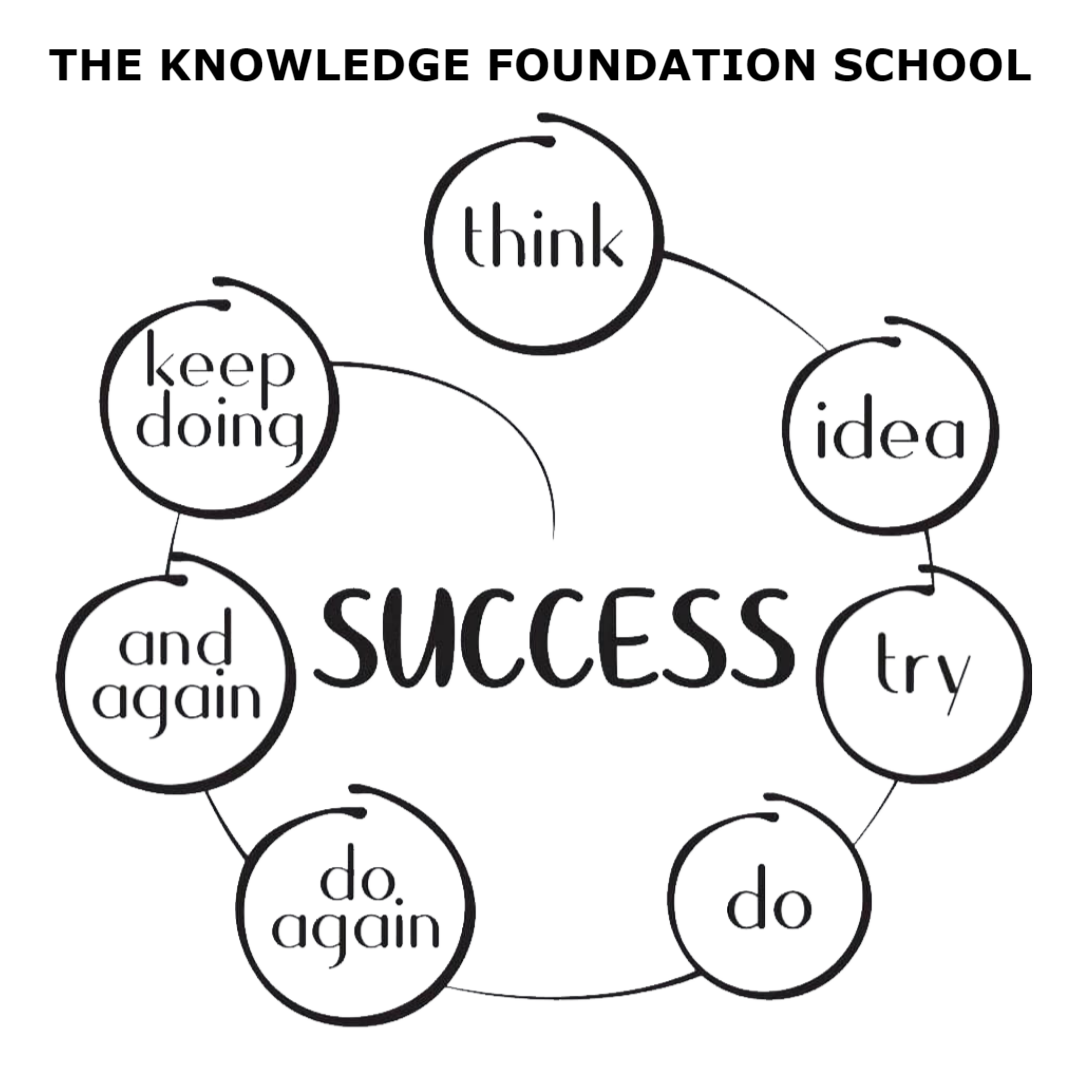 THE KNOWLEDGE FOUNDATION SCHOOL
think
idea
try
do
do
again
and
again
keep
doing
SUCCESS